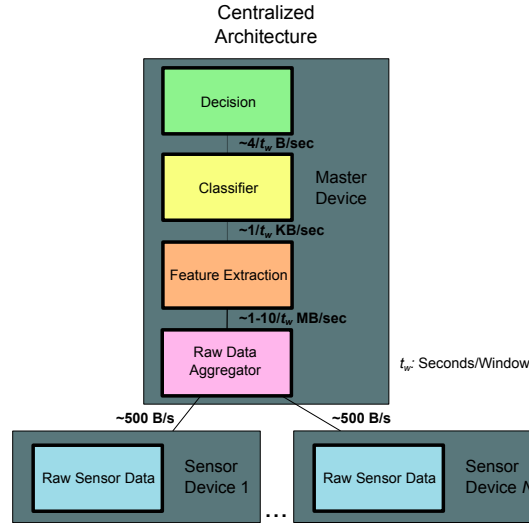 Centralized
Architecture
Decision
~4/tw B/sec
Classifier
Master
Device
~1/tw KB/sec
Feature Extraction
~1-10/tw MB/sec
Raw Data
Aggregator
tw: Seconds/Window
~500 B/s
~500 B/s
Raw Sensor Data
Sensor
Device 1
...
Raw Sensor Data
Sensor
Device N